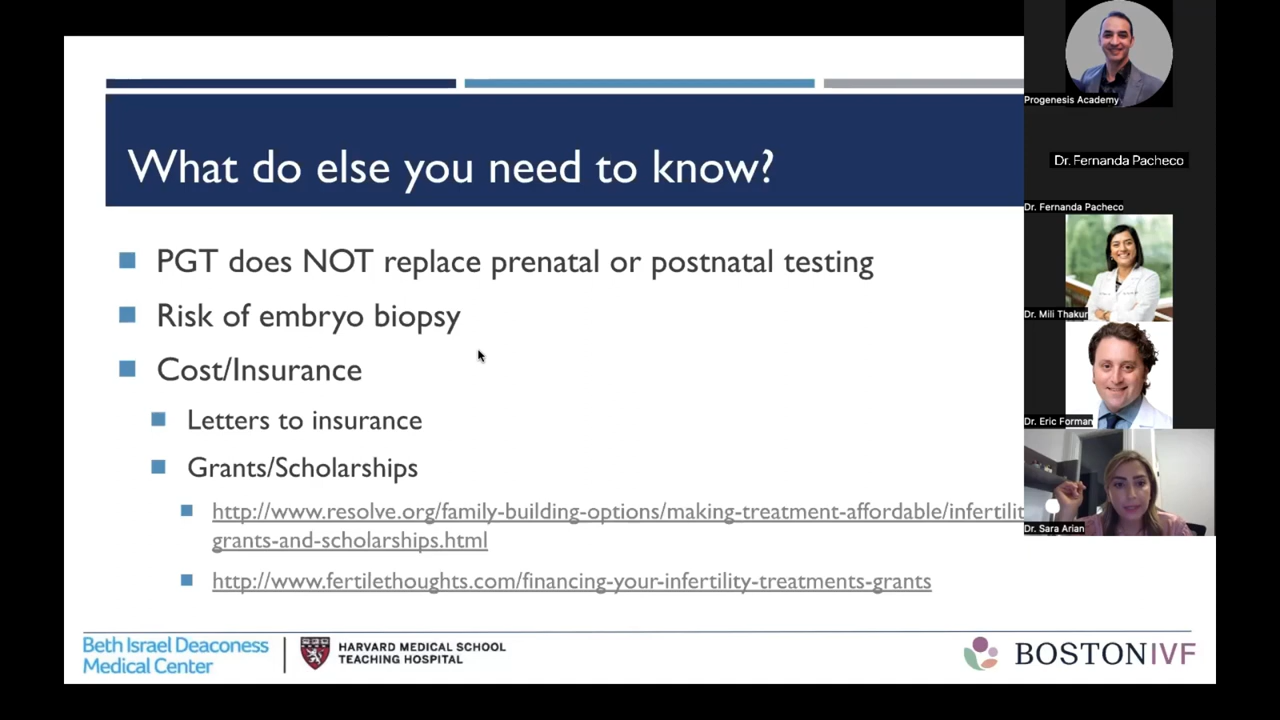 What do else you need to know?
PGT does NOT replace prenatal or postnatal testing
Risk of embryo biopsy
Cost/Insurance
Letters to insurance
Grants/Scholarships
http://www.resolve.org/family-building-options/making-treatment-affordable/infertilit
grants-and-scholarships.html
http://www.fertilethoughts.com/financing-your-infertility-treatments-grants
Beth Israel Deaconess
Medical Center
HARVARD MEDICAL SCHOOL
TEACHING HOSPITAL
BOSTONIVF
Progenesis Academy
Dr. Fernanda Pacheco
Dr. Fernanda Pacheco
Dr. Mili Thakur
Dr. Eric Forman
Dr. Sara Arian